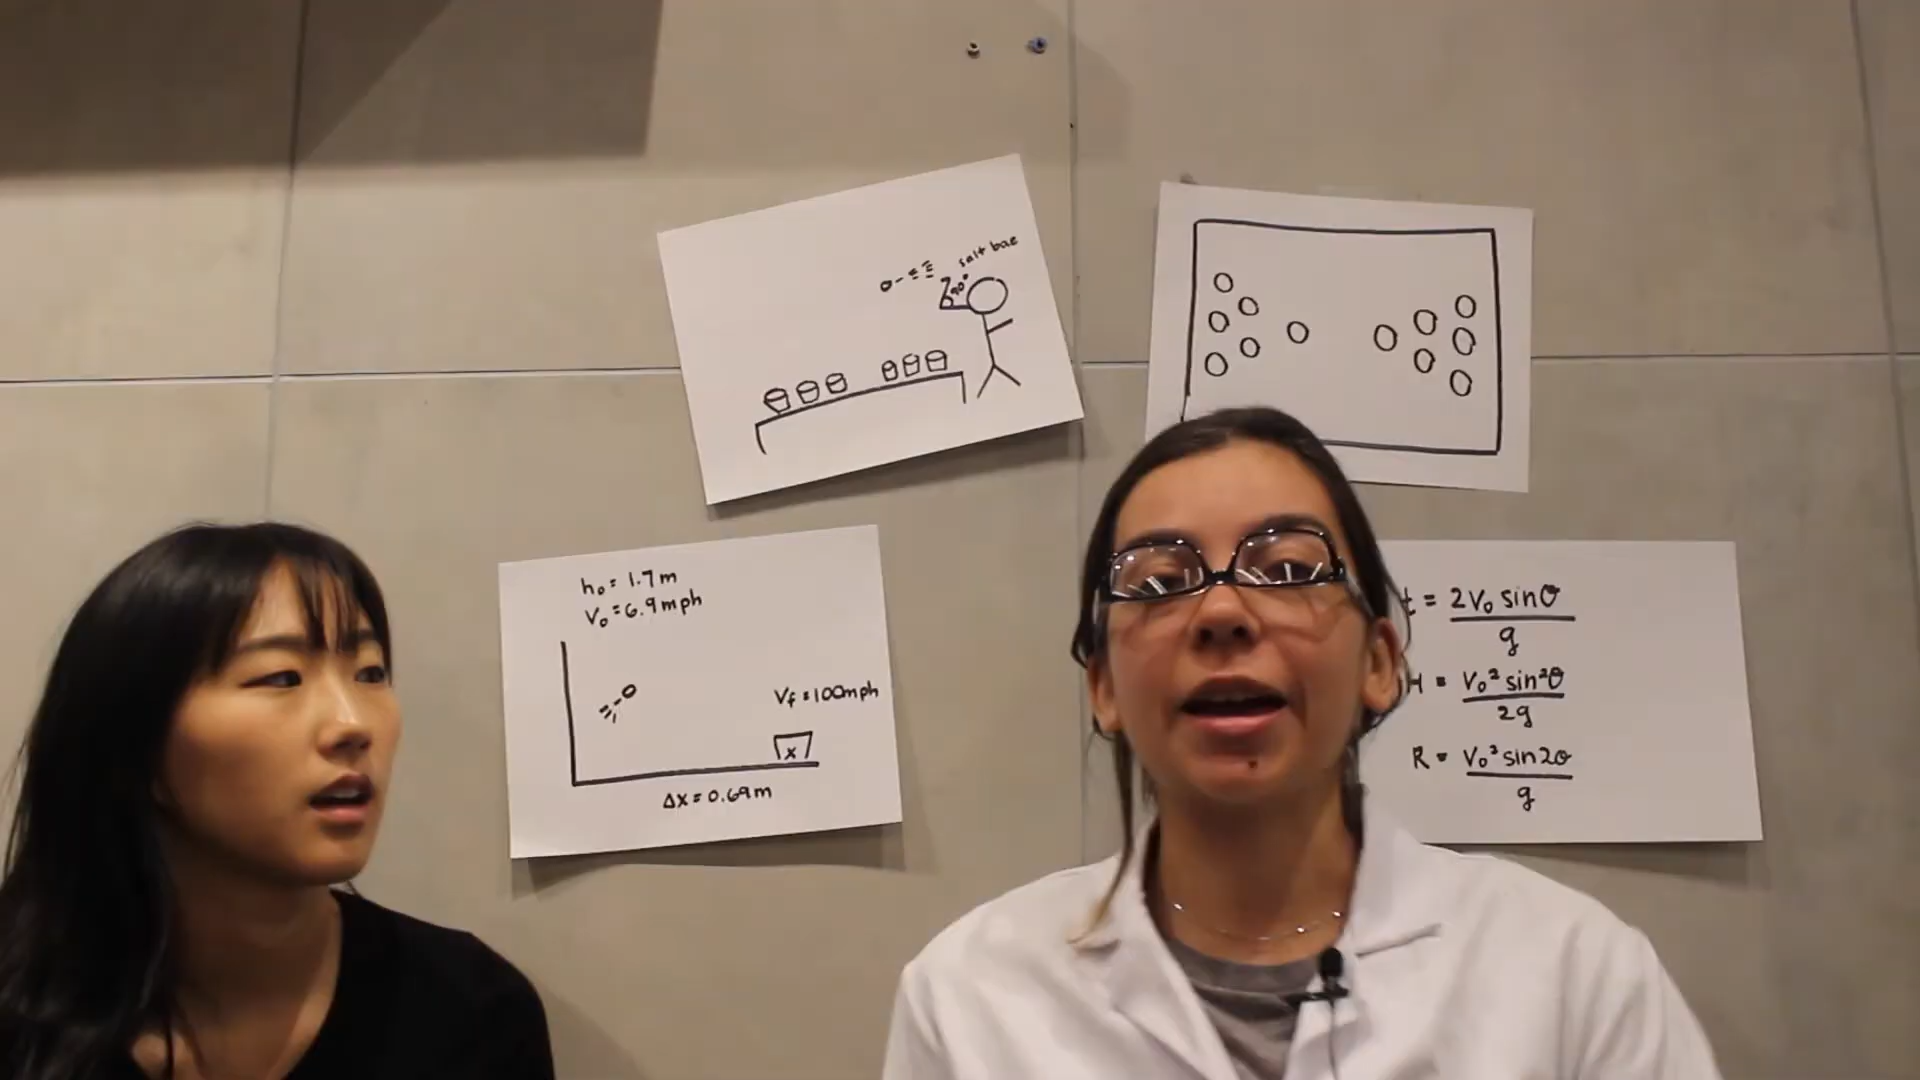 salt bae
90°
h₀ = 1.7m
V₀ = 6.9mph
Vf = 100mph
x
Δx = 0.69m
t = 2V₀ sinθ
g
H = V₀² sin²θ
2g
R = V₀² sin2θ
g